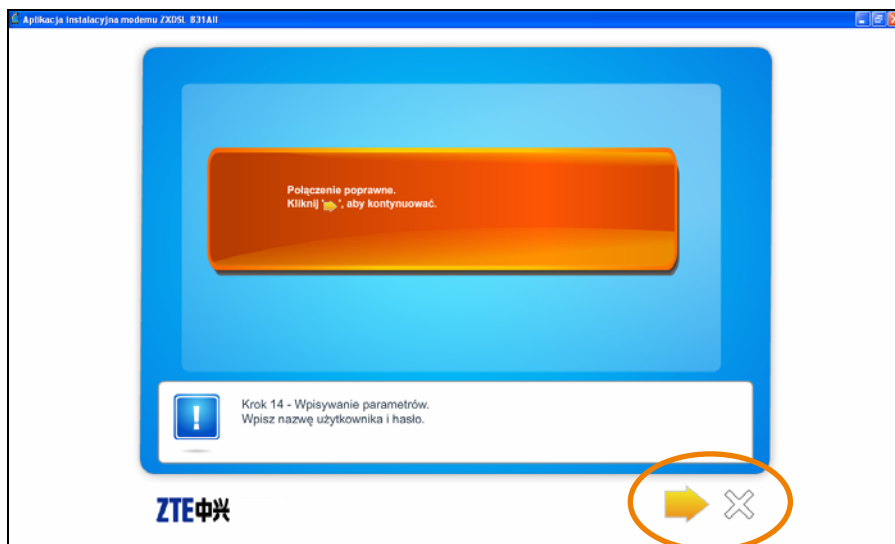 Aplikacja instalacyjna modemu ZXDSL 831AII
Połączenie poprawne.
Kliknij '', aby kontynuować.
Krok 14 - Wpisywanie parametrów.
Wpisz nazwę użytkownika i hasło.
ZTE中兴